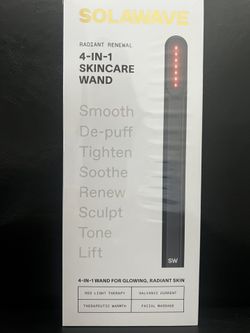 SOLAWAVE
RADIANT RENEWAL
4-IN-1
SKINCARE
WAND
Smooth
De-puff
Tighten
Soothe
Renew
Sculpt
Tone
Lift
SW
4-IN-1 WAND FOR GLOWING, RADIANT SKIN
RED LIGHT THERAPY
GALVANIC CURRENT
THERAPEUTIC WARMTH
FACIAL MASSAGE